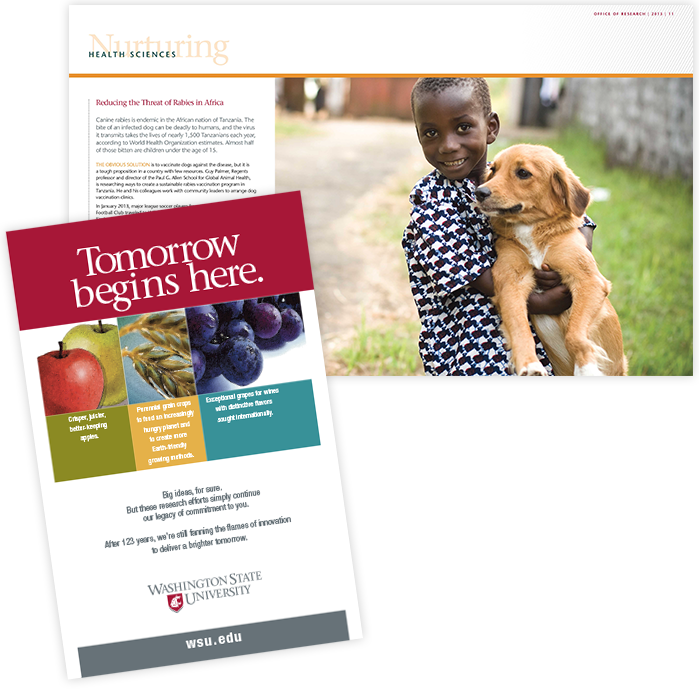 OFFICE OF RESEARCH | 2013 | 11
Nurturing
HEALTH SCIENCES
Reducing the Threat of Rabies in Africa
Canine rabies is endemic in the African nation of Tanzania. The
bite of an infected dog can be deadly to humans, and the virus
it transmits takes the lives of nearly 1,500 Tanzanians each year,
according to World Health Organization estimates. Almost half
of those bitten are children under the age of 15.
THE OBVIOUS SOLUTION is to vaccinate dogs against the disease, but it is
a tough proposition in a country with few resources. Guy Palmer, Regents
professor and director of the Paul G. Allen School for Global Animal Health,
is researching ways to create a sustainable rabies-vaccination program in
Tanzania. He and his colleagues work with community leaders to arrange dog
vaccination clinics.
In January 2013, major league soccer players
Football Club
Tomorrow
begins here.
Crisper, juicier,
better-keeping
apples.
Perennial grain crops
to feed an increasingly
hungry planet and
to create more
Earth-friendly
growing methods.
Exceptional grapes for wines
with distinctive flavors
sought internationally.
Big ideas, for sure.
But these research efforts simply continue
our legacy of commitment to you.
After 123 years, we're still fanning the flames of innovation
to deliver a brighter tomorrow.
WASHINGTON STATE
UNIVERSITY
wsu.edu